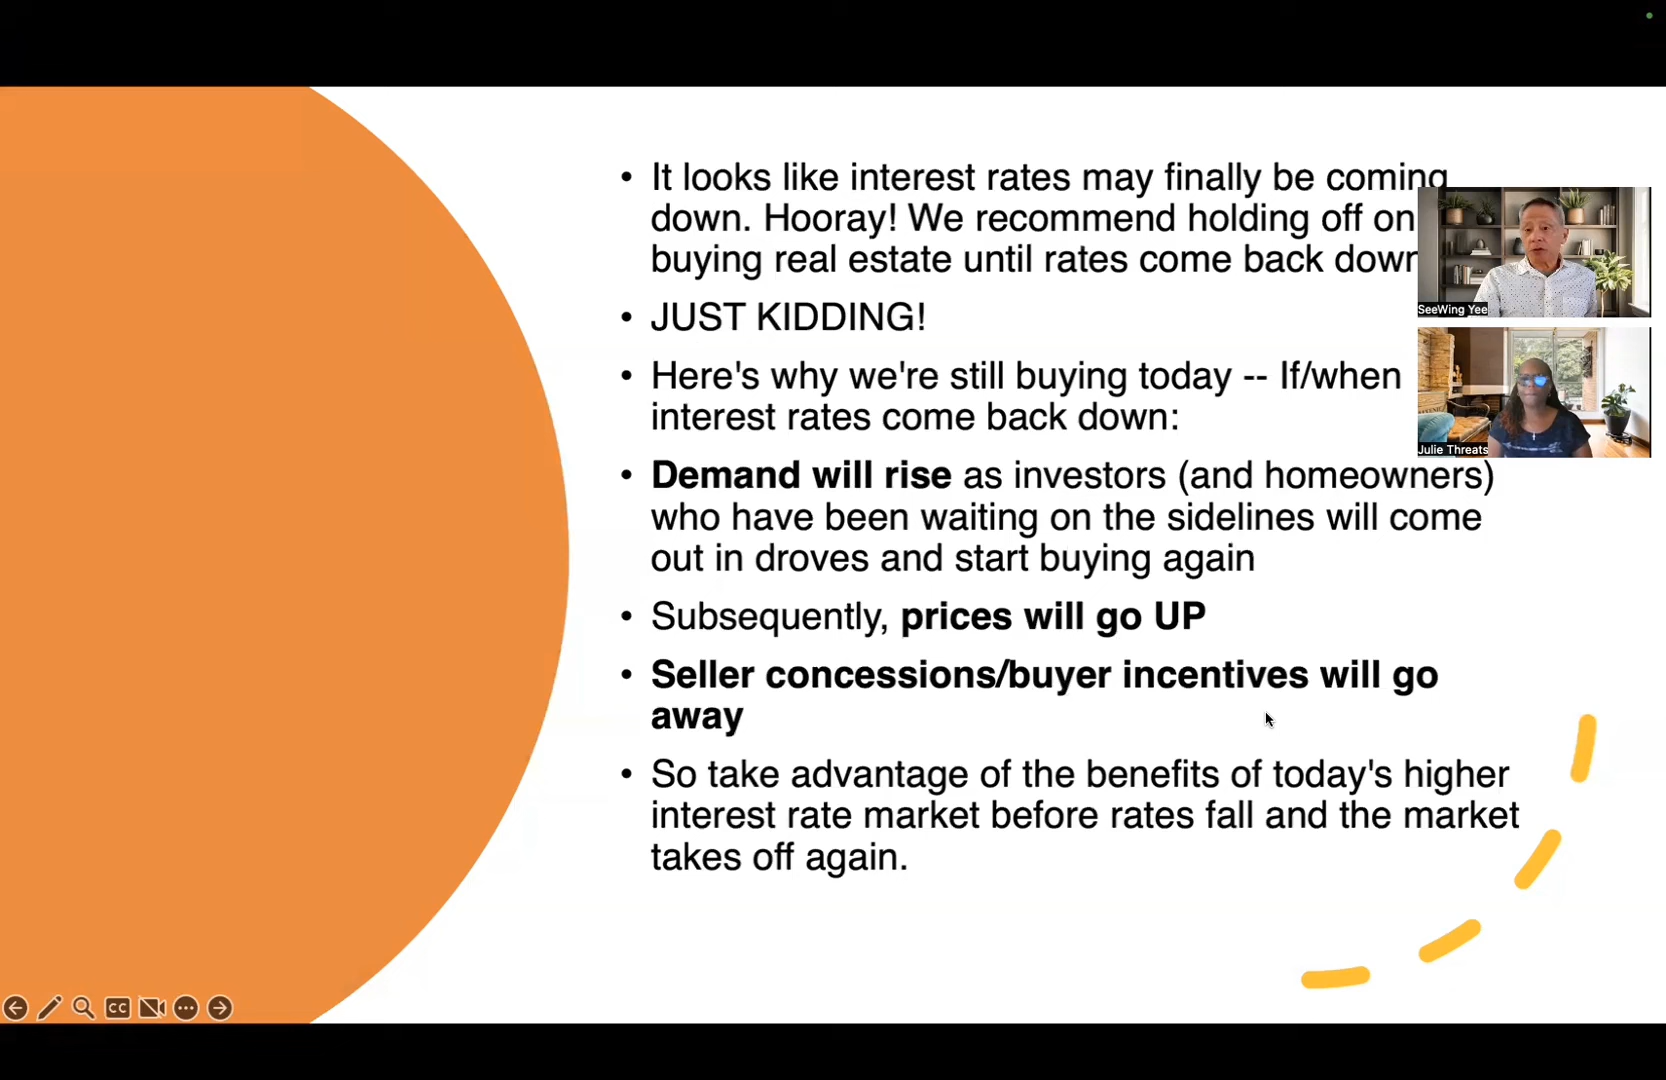 • It looks like interest rates may finally be coming
down. Hooray! We recommend holding off on
buying real estate until rates come back down
• JUST KIDDING!
• Here's why we're still buying today -- If/when
interest rates come back down:
• Demand will rise as investors (and homeowners)
who have been waiting on the sidelines will come
out in droves and start buying again
• Subsequently, prices will go UP
• Seller concessions/buyer incentives will go
away
• So take advantage of the benefits of today's higher
interest rate market before rates fall and the market
takes off again.
SeeWing Yee
Julie Threats
CC